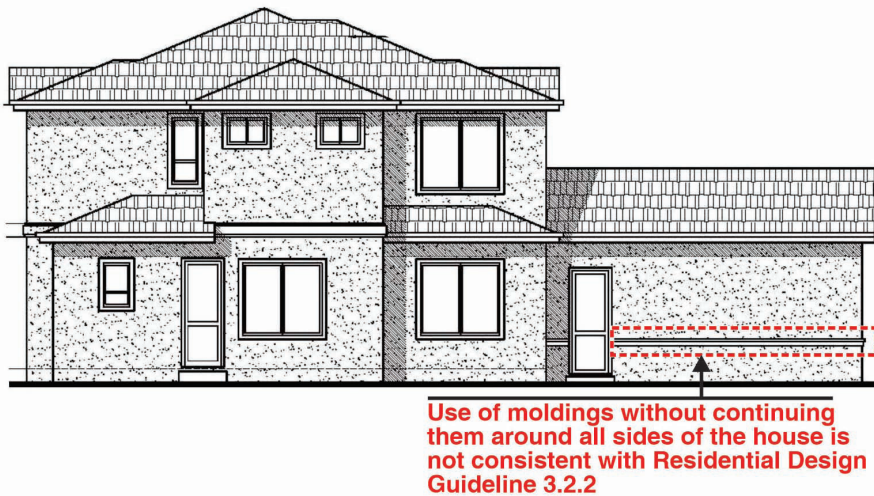 Use of moldings without continuing
them around all sides of the house is
not consistent with Residential Design
Guideline 3.2.2